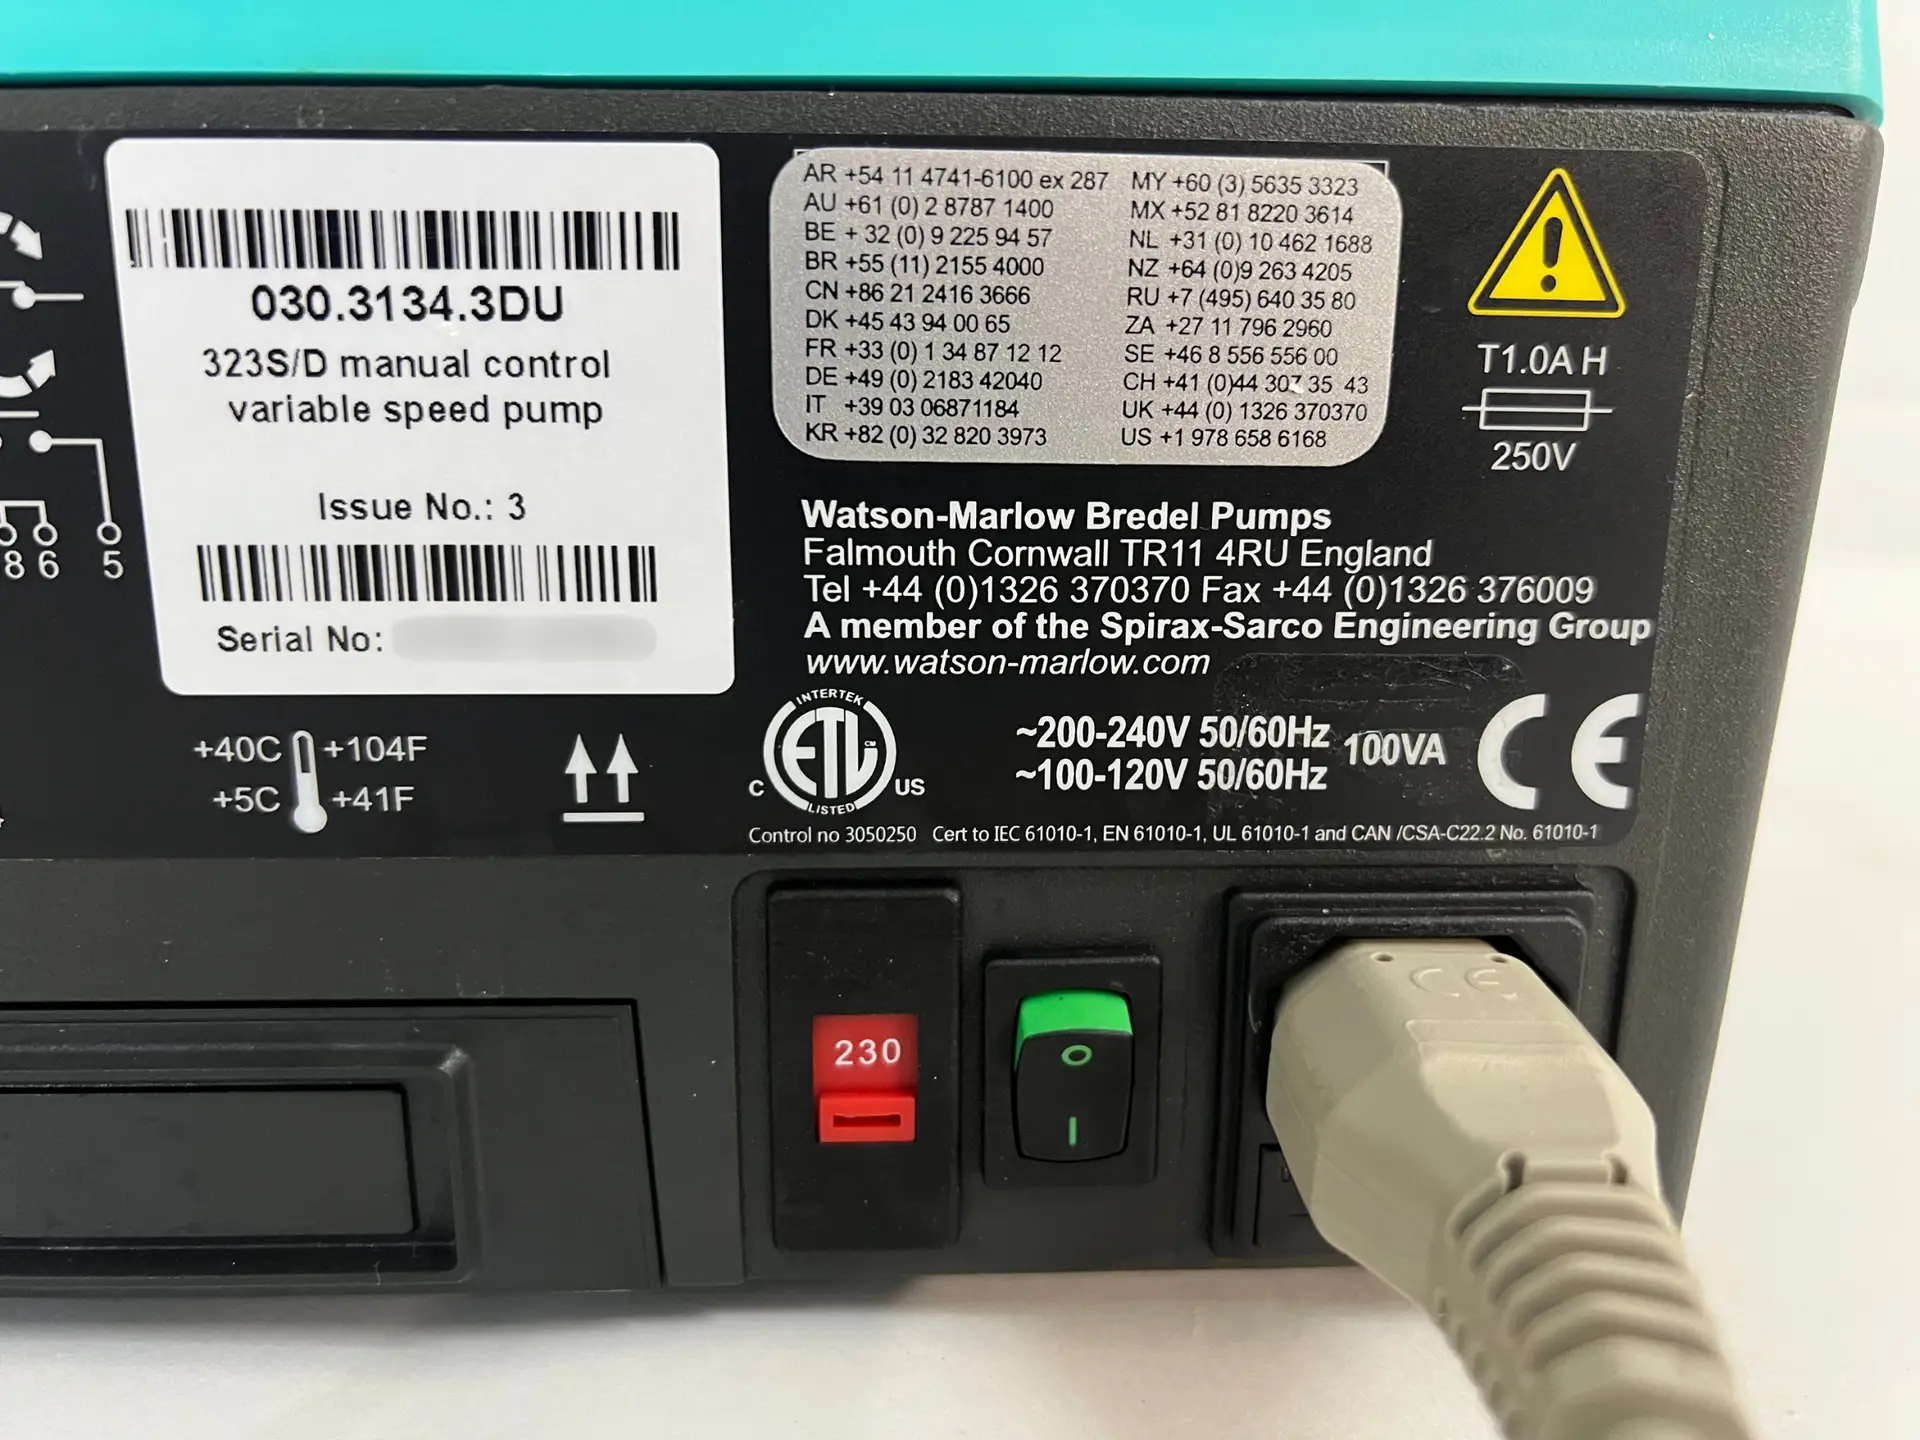 030.3134.3DU
323S/D manual control
variable speed pump
Issue No.: 3
Serial No:
8 6 5
+40C +104F
+5C +41F
AR +54 11 4741-6100 ex 287
AU +61 (0) 2 8787 1400
BE + 32 (0) 9 225 94 57
BR +55 (11) 2155 4000
CN +86 21 2416 3666
DK +45 43 94 00 65
FR +33 (0) 1 34 87 12 12
DE +49 (0) 2183 42040
IT +39 03 06871184
KR +82 (0) 32 820 3973
MY +60 (3) 5635 3323
MX +52 81 8220 3614
NL +31 (0) 10 462 1688
NZ +64 (0)9 263 4205
RU +7 (495) 640 35 80
ZA +27 11 796 2960
SE +46 8 556 556 00
CH +41 (0)44 307 35 43
UK +44 (0) 1326 370370
US +1 978 658 6168
T1.0A H
250V
Watson-Marlow Bredel Pumps
Falmouth Cornwall TR11 4RU England
Tel +44 (0)1326 370370 Fax +44 (0)1326 376009
A member of the Spirax-Sarco Engineering Group
www.watson-marlow.com
INTERTEK
ETL CM
C US
LISTED
~200-240V 50/60Hz
~100-120V 50/60Hz
100VA
CE
Control no 3050250 Cert to IEC 61010-1, EN 61010-1, UL 61010-1 and CAN /CSA-C22.2 No. 61010-1
230
O
I
CE